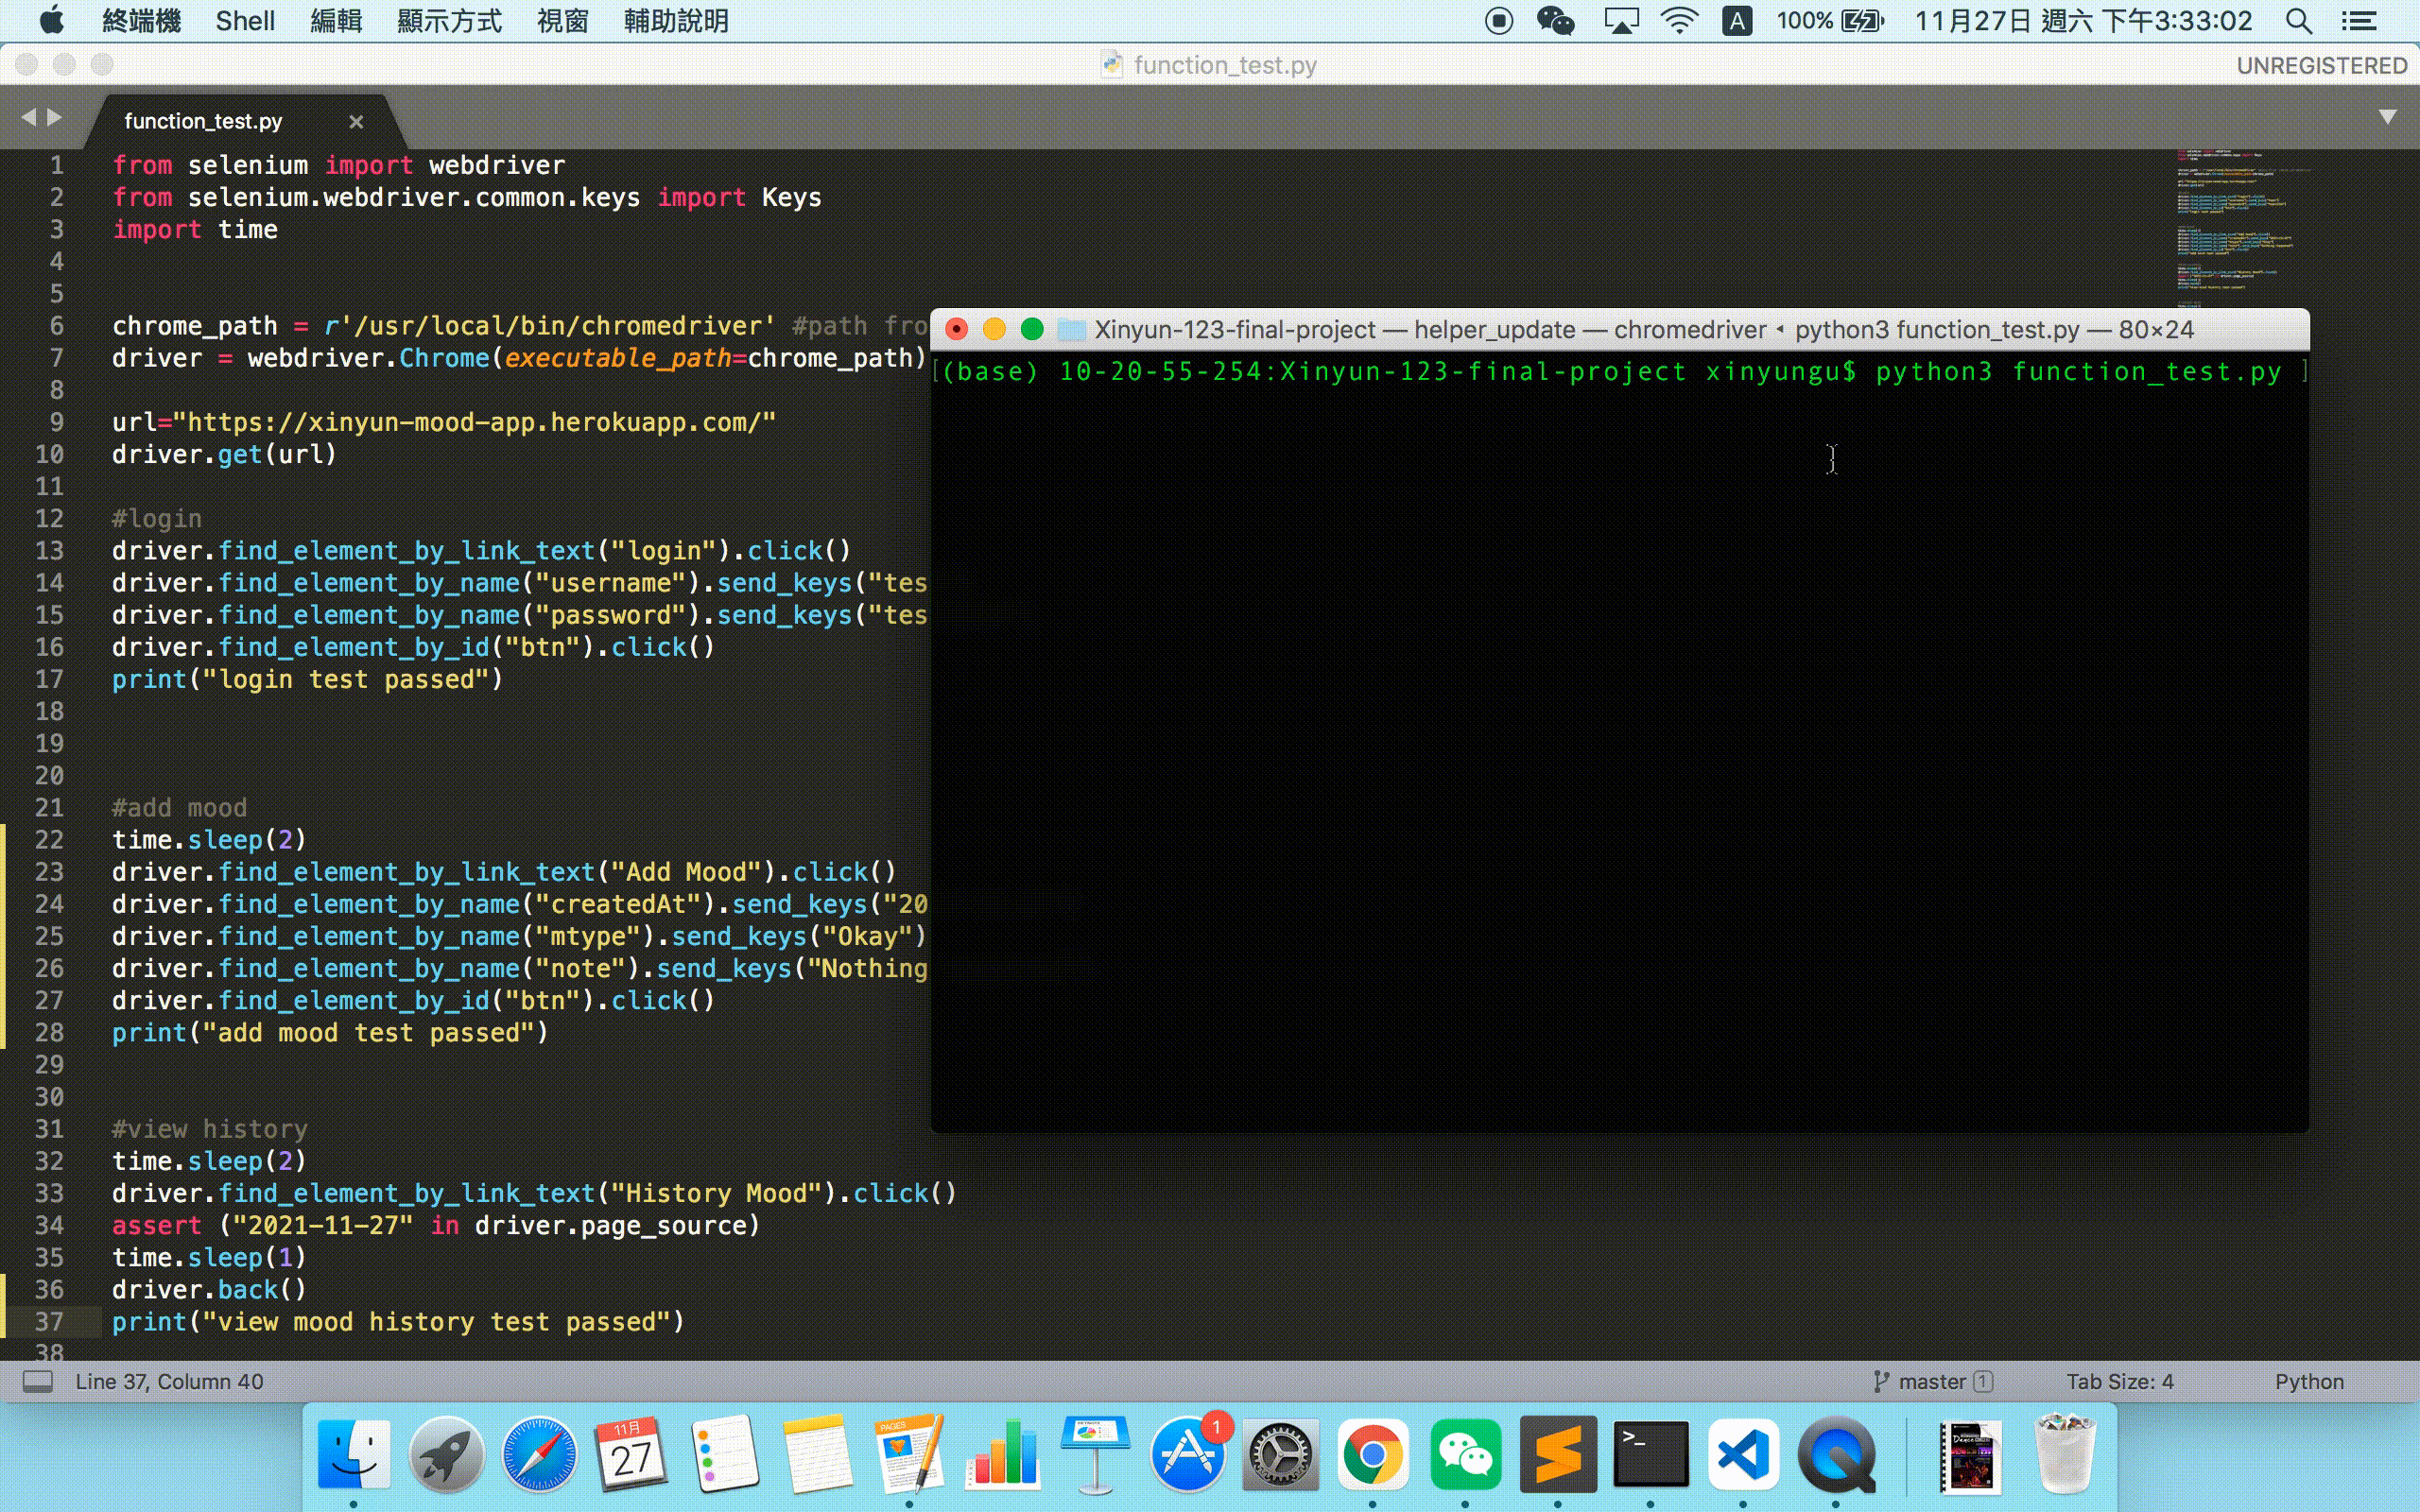 終端機 Shell 編輯 顯示方式 視窗 輔助說明 A 100% 11月27日 週六 下午3:33:02
function_test.py UNREGISTERED
function_test.py
1 from selenium import webdriver
2 from selenium.webdriver.common.keys import Keys
3 import time
4
5
6 chrome_path = r'/usr/local/bin/chromedriver' #path fro
7 driver = webdriver.Chrome(executable_path=chrome_path)
8
9 url="https://xinyun-mood-app.herokuapp.com/"
10 driver.get(url)
11
12 #login
13 driver.find_element_by_link_text("login").click()
14 driver.find_element_by_name("username").send_keys("tes
15 driver.find_element_by_name("password").send_keys("tes
16 driver.find_element_by_id("btn").click()
17 print("login test passed")
18
19
20
21 #add mood
22 time.sleep(2)
23 driver.find_element_by_link_text("Add Mood").click()
24 driver.find_element_by_name("createdAt").send_keys("20
25 driver.find_element_by_name("mtype").send_keys("Okay")
26 driver.find_element_by_name("note").send_keys("Nothing
27 driver.find_element_by_id("btn").click()
28 print("add mood test passed")
29
30
31 #view history
32 time.sleep(2)
33 driver.find_element_by_link_text("History Mood").click()
34 assert ("2021-11-27" in driver.page_source)
35 time.sleep(1)
36 driver.back()
37 print("view mood history test passed")
38
Xinyun-123-final-project — helper_update — chromedriver ◂ python3 function_test.py — 80×24
[(base) 10-20-55-254:Xinyun-123-final-project xinyungu$ python3 function_test.py ]
Line 37, Column 40 master 1 Tab Size: 4 Python
11月
27
PAGES
1
>_